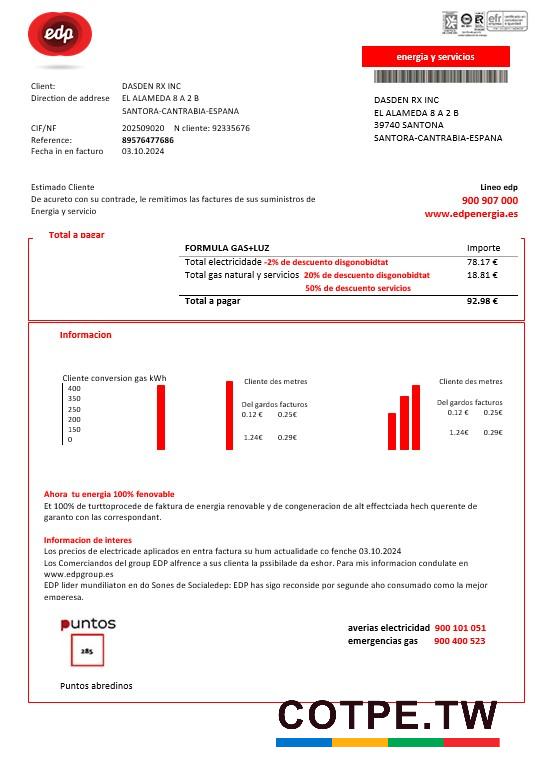 edp
efr
energia y servicios
Client: DASDEN RX INC
Direction de addrese EL ALAMEDA 8 A 2 B
SANTORA-CANTRABIA-ESPANA
CIF/NF 202509020 N cliente: 92335676
Reference: 89576477686
Fecha in en facturo 03.10.2024
DASDEN RX INC
EL ALAMEDA 8 A 2 B
39740 SANTONA
SANTORA-CANTRABIA-ESPANA
Estimado Cliente
De acureto con su contrade, le remitimos las factures de sus suministros de
Energia y servicio
Lineo edp
900 907 000
www.edpenergia.es
Total a pagar
FORMULA GAS+LUZ Importe
Total electricidade -2% de descuento disgonobidtat 78.17 €
Total gas natural y servicios 20% de descuento disgonobidtat 18.81 €
50% de descuento servicios
Total a pagar 92.98 €
Informacion
Cliente conversion gas kWh
400
350
250
200
150
0
Cliente des metres
Del gardos facturos
0.12 € 0.25€
1.24€ 0.29€
Cliente des metres
Del gardos facturos
0.12 € 0.25€
1.24€ 0.29€
Ahora tu energia 100% fenovable
Et 100% de turttoprocede de faktura de energia renovable y de congeneracion de alt effectciada hech querente de
garanto con las correspondant.
Informacion de interes
Los precios de electricade aplicados en entra factura su hum actualidade co fenche 03.10.2024
Los Comerciandos del group EDP alfrence a sus clienta la pssibilade da eshor. Para mis informacion condulate en
www.edpgroup.es
EDP lider mundiliaton en do Sones de Socialedep: EDP has sigo reconside por segunde aho consumado como la mejor
emoeresa.
puntos
285
Puntos abredinos
averias electricidad 900 101 051
emergencias gas 900 400 523
COTPE.TW